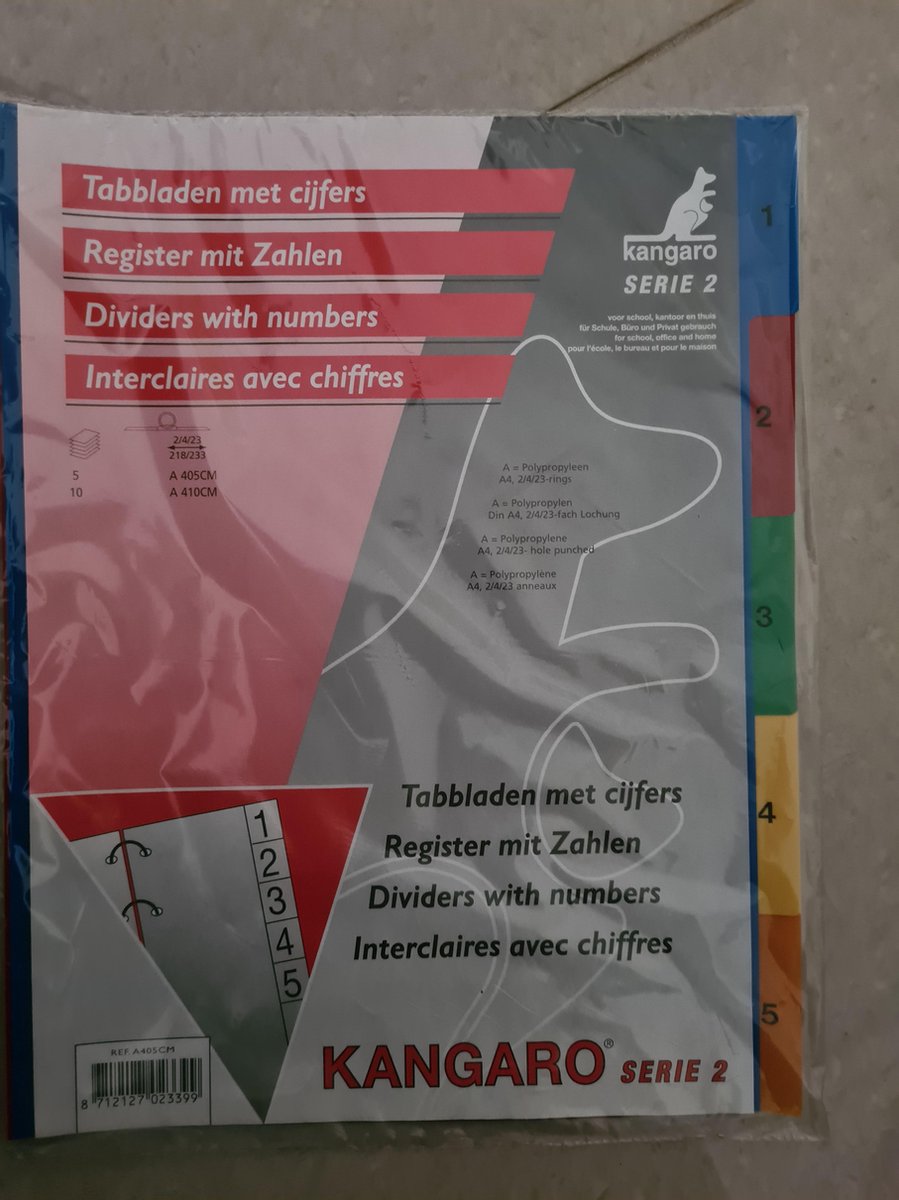 Tabbladen met cijfers
Register mit Zahlen
Dividers with numbers
Interclaires avec chiffres
kangaro
SERIE 2
voor school, kantoor en thuis
für Schule, Büro und Privat gebrauch
for school, office and home
pour l'école, le bureau et pour le maison
2/4/23
218/233
5 A 405CM
10 A 410CM
A = Polypropyleen
A4, 2/4/23-rings
A = Polypropylen
Din A4, 2/4/23-fach Lochung
A = Polypropylene
A4, 2/4/23- hole punched
A = Polypropylène
A4, 2/4/23 anneaux
1
2
3
4
5
1
2
3
4
5
Tabbladen met cijfers
Register mit Zahlen
Dividers with numbers
Interclaires avec chiffres
KANGARO® SERIE 2
REF. A405CM
8 712127 023399